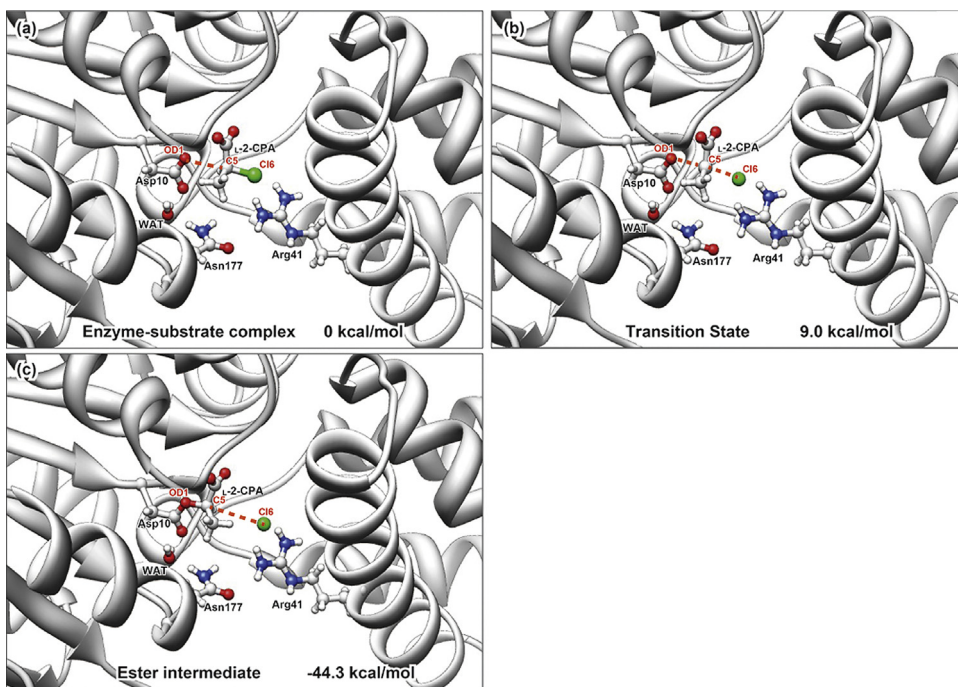 (a)
L-2-CPA
OD1
C5
Cl6
Asp10
WAT
Asn177
Arg41
Enzyme-substrate complex 0 kcal/mol
(b)
L-2-CPA
OD1
C5
Cl6
Asp10
WAT
Asn177
Arg41
Transition State 9.0 kcal/mol
(c)
L-2-CPA
OD1
C5
Cl6
Asp10
WAT
Asn177
Arg41
Ester intermediate -44.3 kcal/mol